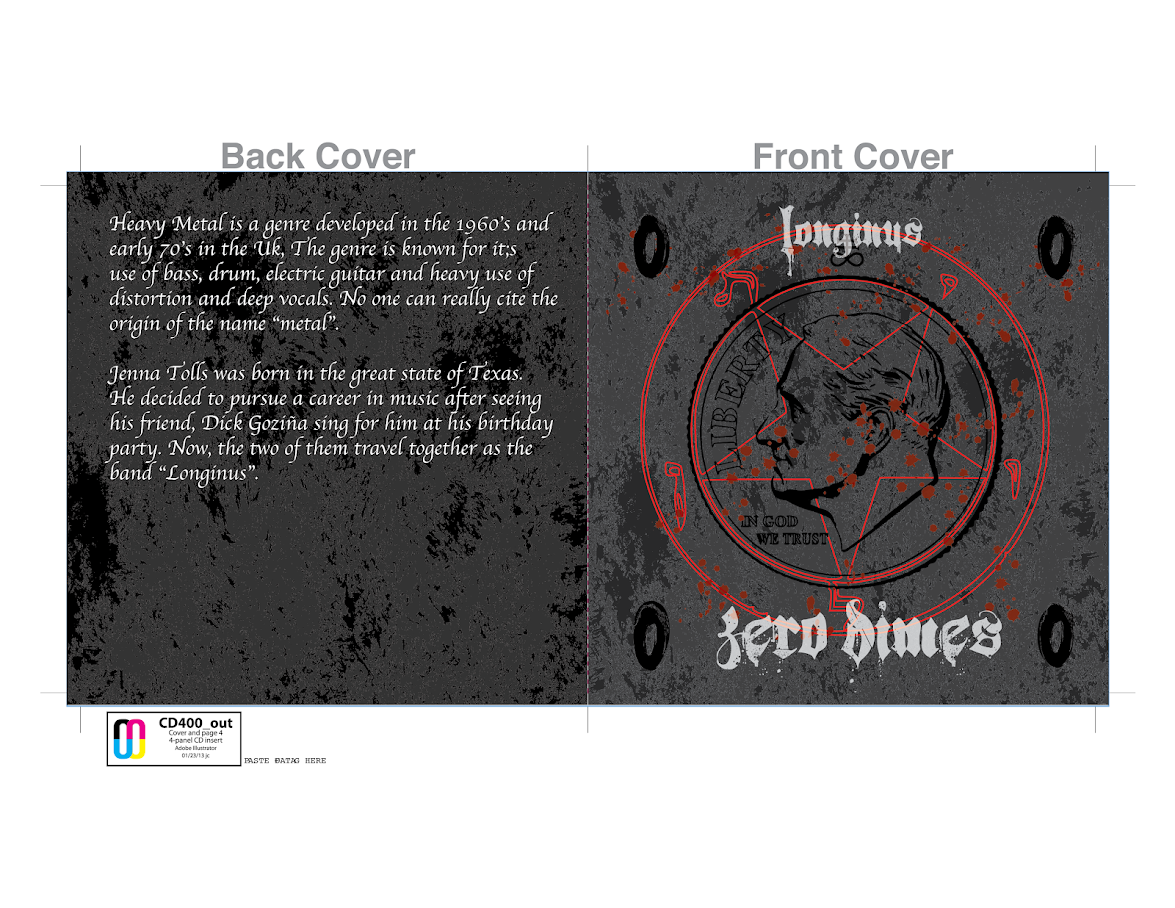 Back Cover
Front Cover
Heavy Metal is a genre developed in the 1960's and
early 70's in the Uk, The genre is known for it;s
use of bass, drum, electric guitar and heavy use of
distortion and deep vocals. No one can really cite the
origin of the name “metal”.
Jenna Tolls was born in the great state of Texas.
He decided to pursue a career in music after seeing
his friend, Dick Goziña sing for him at his birthday
party. Now, the two of them travel together as the
band “Longinus”.
longinus
0 0
LIBERTY
IN GOD
WE TRUST
zero dimes
0 0
CD400_out
Cover and page 4
4-panel CD insert
Adobe Illustrator
01/23/13 jc
PASTE DATAG HERE